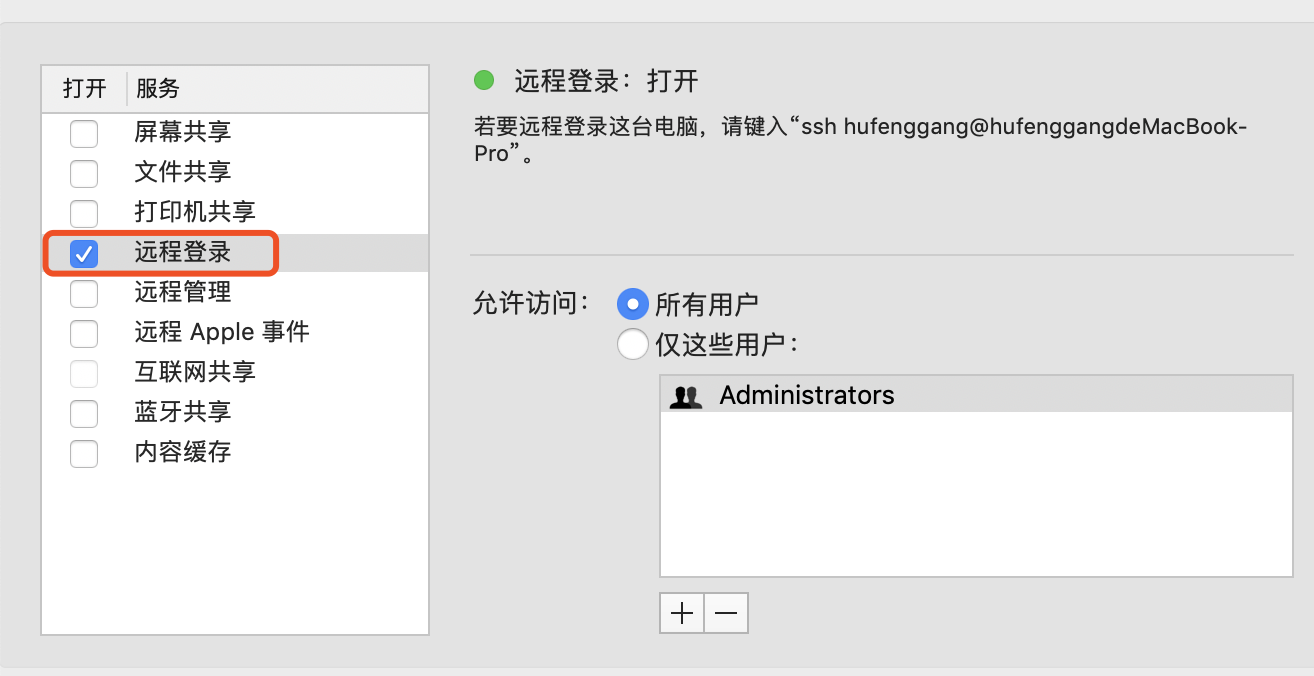 打开 服务
屏幕共享
文件共享
打印机共享
远程登录
远程管理
远程 Apple 事件
互联网共享
蓝牙共享
内容缓存
远程登录：打开
若要远程登录这台电脑，请键入“ssh hufenggang@hufenggangdeMacBook-
Pro”。
允许访问：
所有用户
仅这些用户：
Administrators